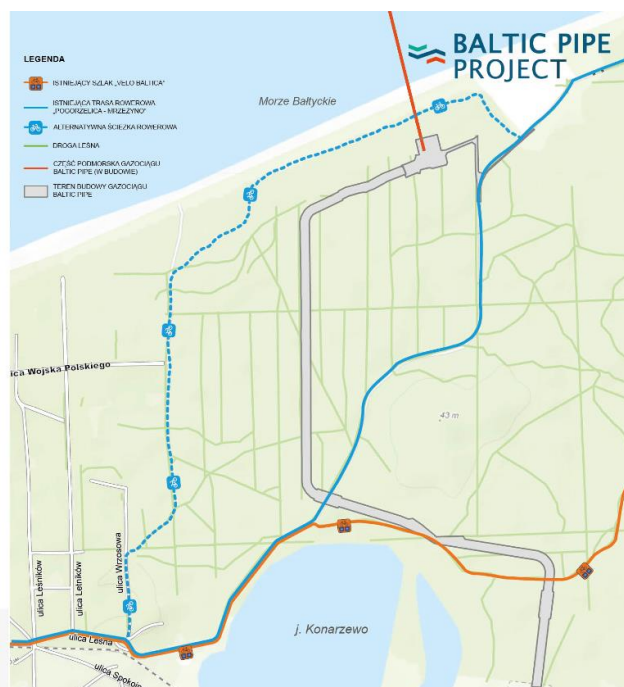 BALTIC PIPE
PROJECT
LEGENDA
ISTNIEJĄCY SZLAK „VELO BALTICA"
ISTNIEJĄCA TRASA ROWEROWA
„POGORZELICA - MRZEŻYNO"
ALTERNATYWNA ŚCIEŻKA ROWEROWA
DROGA LEŚNA
CZĘŚĆ PODMORSKA GAZOCIĄGU
BALTIC PIPE (W BUDOWIE)
TEREN BUDOWY GAZOCIĄGU
BALTIC PIPE
Morze Bałtyckie
ica Wojska Polskiego
43 m
ulica Leśników
ulica Letników
ulica Wrzosowa
j. Konarzewo
ulica Leśna
ulica Spokojn